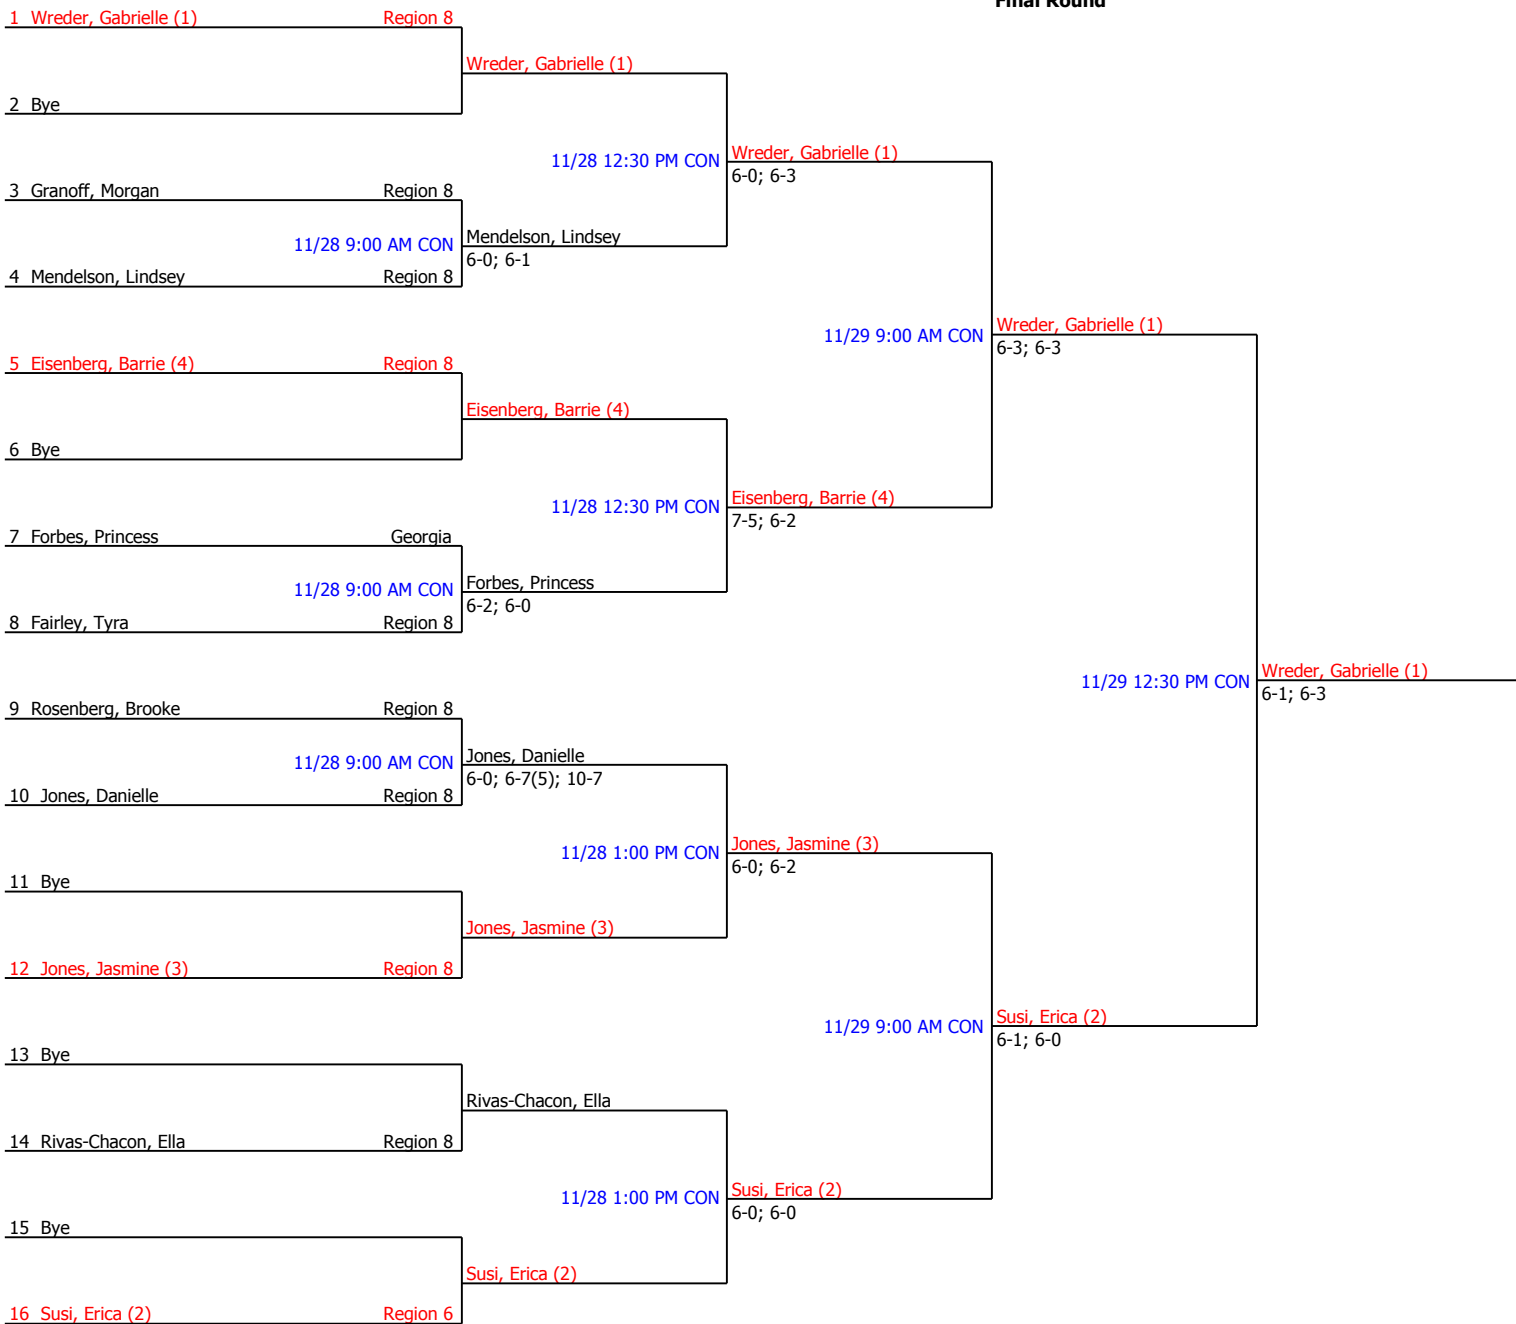 Final Round
1 Wreder, Gabrielle (1) Region 8
Wreder, Gabrielle (1)
2 Bye
11/28 12:30 PM CON Wreder, Gabrielle (1)
6-0; 6-3
3 Granoff, Morgan Region 8
11/28 9:00 AM CON Mendelson, Lindsey
6-0; 6-1
4 Mendelson, Lindsey Region 8
11/29 9:00 AM CON Wreder, Gabrielle (1)
6-3; 6-3
5 Eisenberg, Barrie (4) Region 8
Eisenberg, Barrie (4)
6 Bye
11/28 12:30 PM CON Eisenberg, Barrie (4)
7-5; 6-2
7 Forbes, Princess Georgia
11/28 9:00 AM CON Forbes, Princess
6-2; 6-0
8 Fairley, Tyra Region 8
11/29 12:30 PM CON Wreder, Gabrielle (1)
6-1; 6-3
9 Rosenberg, Brooke Region 8
11/28 9:00 AM CON Jones, Danielle
6-0; 6-7(5); 10-7
10 Jones, Danielle Region 8
11/28 1:00 PM CON Jones, Jasmine (3)
6-0; 6-2
11 Bye
Jones, Jasmine (3)
12 Jones, Jasmine (3) Region 8
11/29 9:00 AM CON Susi, Erica (2)
6-1; 6-0
13 Bye
Rivas-Chacon, Ella
14 Rivas-Chacon, Ella Region 8
11/28 1:00 PM CON Susi, Erica (2)
6-0; 6-0
15 Bye
Susi, Erica (2)
16 Susi, Erica (2) Region 6